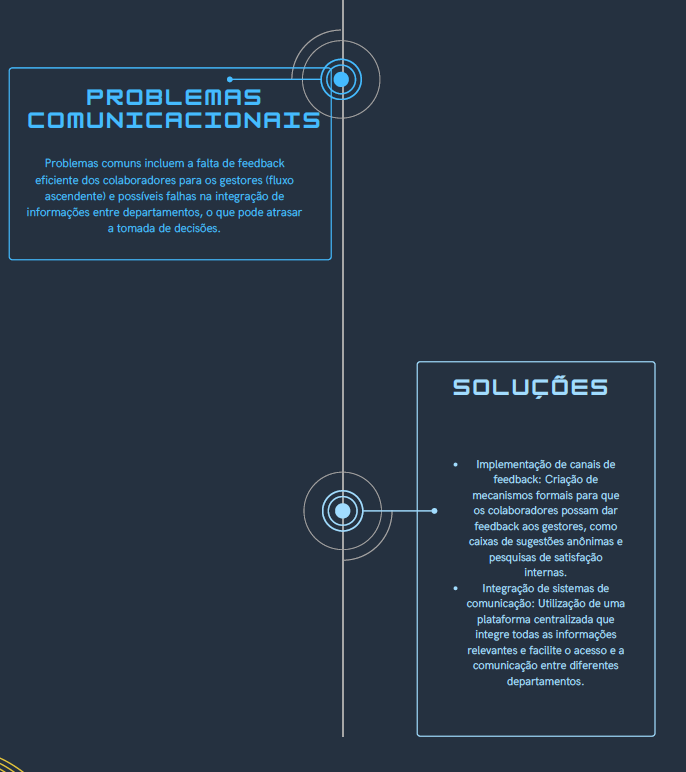 PROBLEMAS
COMUNICACIONAIS
Problemas comuns incluem a falta de feedback
eficiente dos colaboradores para os gestores (fluxo
ascendente) e possíveis falhas na integração de
informações entre departamentos, o que pode atrasar
a tomada de decisões.
SOLUÇÕES
• Implementação de canais de
feedback: Criação de
mecanismos formais para que
os colaboradores possam dar
feedback aos gestores, como
caixas de sugestões anônimas e
pesquisas de satisfação
internas.
• Integração de sistemas de
comunicação: Utilização de uma
plataforma centralizada que
integre todas as informações
relevantes e facilite o acesso e a
comunicação entre diferentes
departamentos.